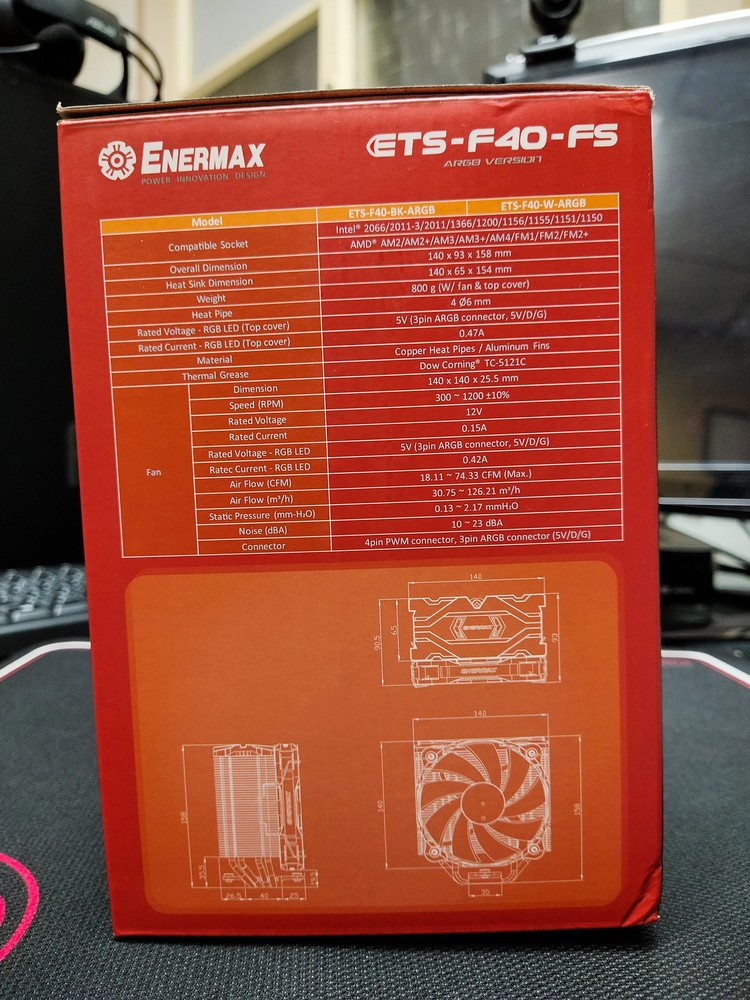 ENERMAX
POWER. INNOVATION. DESIGN
ETS-F40-FS
ARGB VERSION
Model ETS-F40-BK-ARGB ETS-F40-W-ARGB
Compatible Socket Intel® 2066/2011-3/2011/1366/1200/1156/1155/1151/1150
AMD® AM2/AM2+/AM3/AM3+/AM4/FM1/FM2/FM2+
Overall Dimension 140 x 93 x 158 mm
Heat Sink Dimension 140 x 65 x 154 mm
Weight 800 g (W/ fan & top cover)
Heat Pipe 4 Ø6 mm
Rated Voltage - RGB LED (Top cover) 5V (3pin ARGB connector, 5V/D/G)
Rated Current - RGB LED (Top cover) 0.47A
Material Copper Heat Pipes / Aluminum Fins
Thermal Grease Dow Corning® TC-5121C
Fan
Dimension 140 x 140 x 25.5 mm
Speed (RPM) 300 ~ 1200 ±10%
Rated Voltage 12V
Rated Current 0.15A
Rated Voltage - RGB LED 5V (3pin ARGB connector, 5V/D/G)
Ratec Current - RGB LED 0.42A
Air Flow (CFM) 18.11 ~ 74.33 CFM (Max.)
Air Flow (m³/h) 30.75 ~ 126.21 m³/h
Static Pressure (mm-H₂O) 0.13 ~ 2.17 mmH₂O
Noise (dBA) 10 ~ 23 dBA
Connector 4pin PWM connector, 3pin ARGB connector (5V/D/G)
140
90.5
65
93
ENERMAX
ENERMAX
140
140
158
35
158
35.5
26.5
40
25